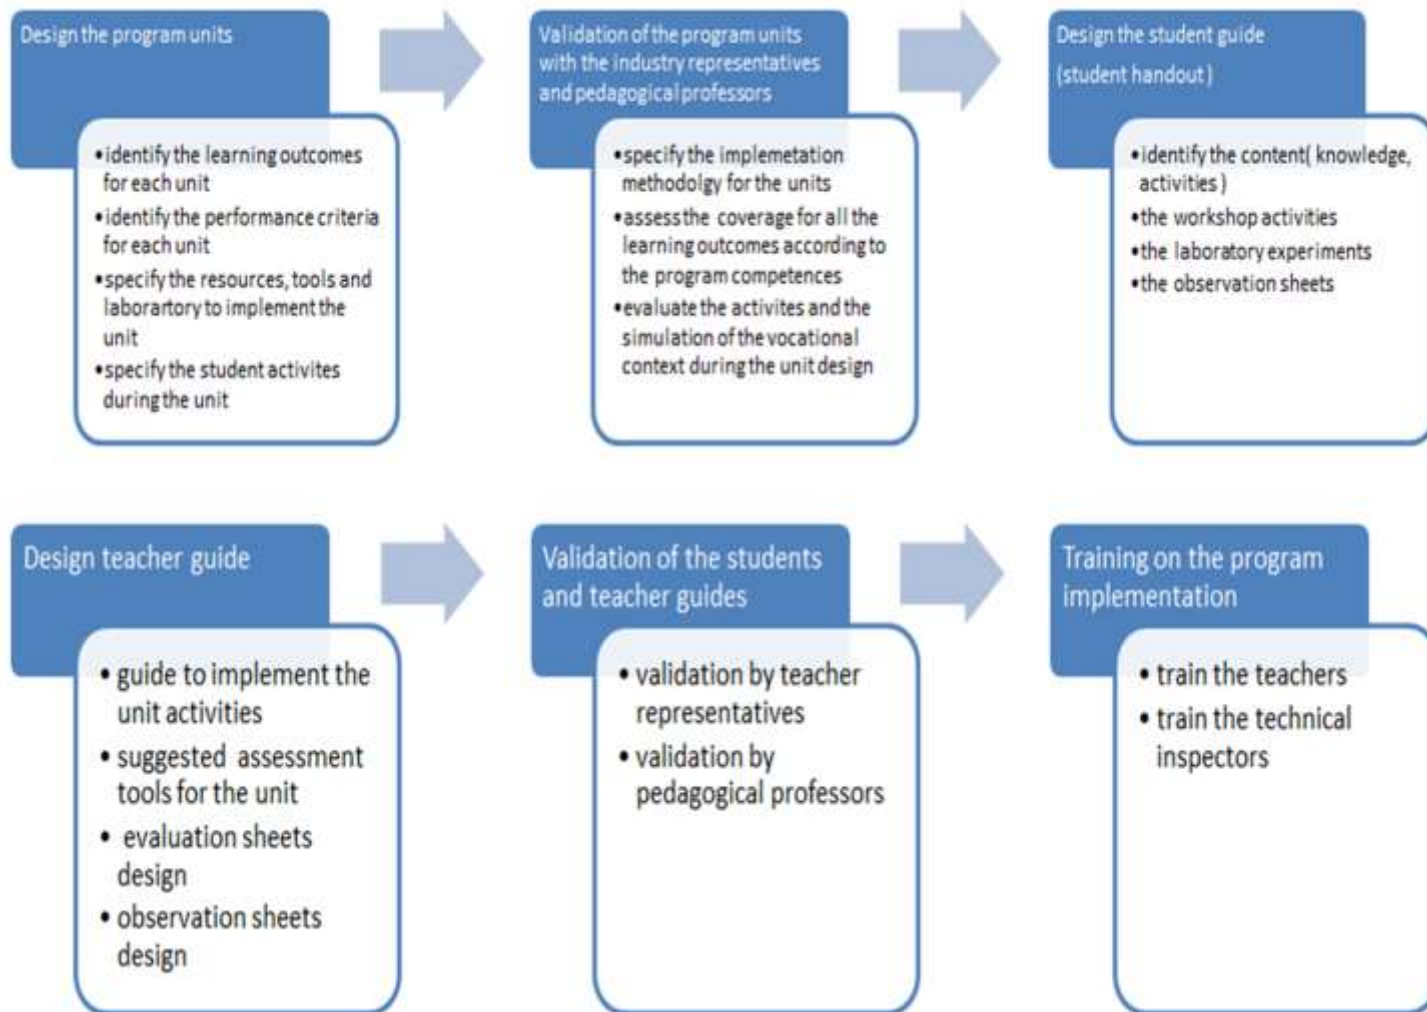 Design the program units
•identify the learning outcomes
for each unit
•identify the performance criteria
for each unit
•specify the resources, tools and
laborartory to implement the
unit
•specify the student activites
during the unit
Validation of the program units
with the industry representatives
and pedagogical professors
•specify the implemetation
methodolgy for the units
•assess the coverage for all the
learning outcomes according to
the program competences
•evaluate the activites and the
simulation of the vocational
context during the unit design
Design the student guide
(student handout )
•identify the content( knowledge,
activities )
•the workshop activities
•the laboratory experiments
•the observation sheets
Design teacher guide
• guide to implement the
unit activities
• suggested assessment
tools for the unit
• evaluation sheets
design
• observation sheets
design
Validation of the students
and teacher guides
• validation by teacher
representatives
• validation by
pedagogical professors
Training on the program
implementation
• train the teachers
• train the technical
inspectors